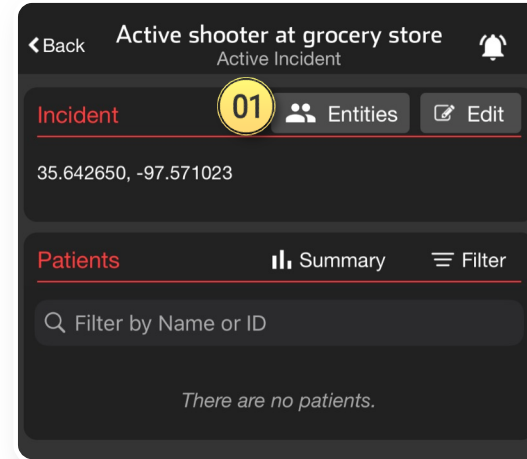 Back
Active shooter at grocery store
Active Incident
Incident
01
Entities
Edit
35.642650, -97.571023
Patients
Summary
Filter
Filter by Name or ID
There are no patients.